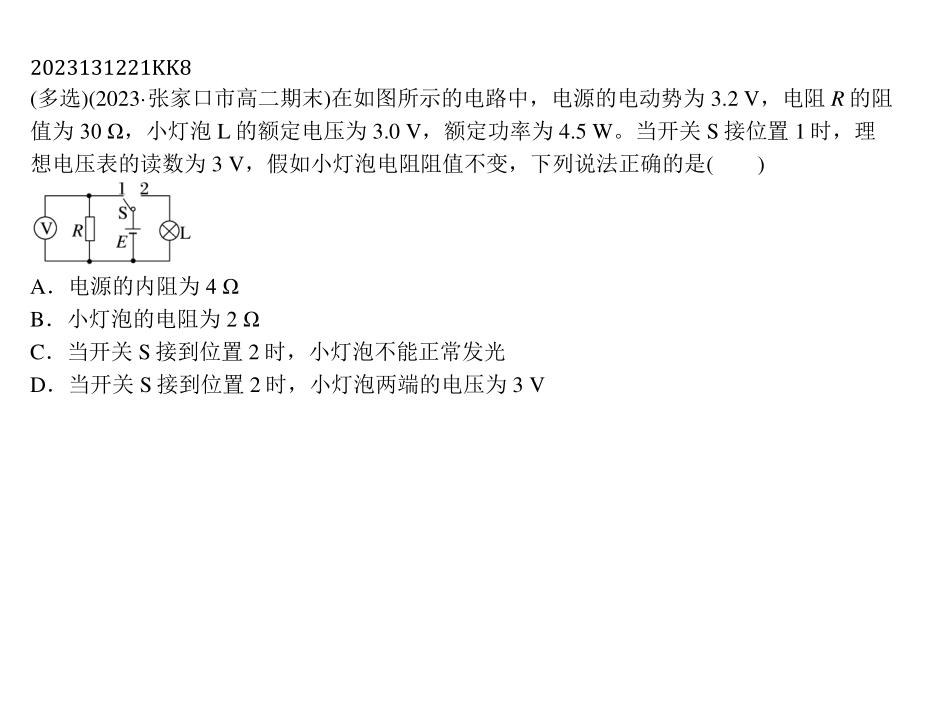 2023131221KK8
(多选)(2023·张家口市高二期末)在如图所示的电路中，电源的电动势为 3.2 V，电阻 R 的阻
值为 30 Ω，小灯泡 L 的额定电压为 3.0 V，额定功率为 4.5 W。当开关 S 接位置 1 时，理
想电压表的读数为 3 V，假如小灯泡电阻阻值不变，下列说法正确的是(　　)
1 2
S
V R E L
A．电源的内阻为 4 Ω
B．小灯泡的电阻为 2 Ω
C．当开关 S 接到位置 2 时，小灯泡不能正常发光
D．当开关 S 接到位置 2 时，小灯泡两端的电压为 3 V